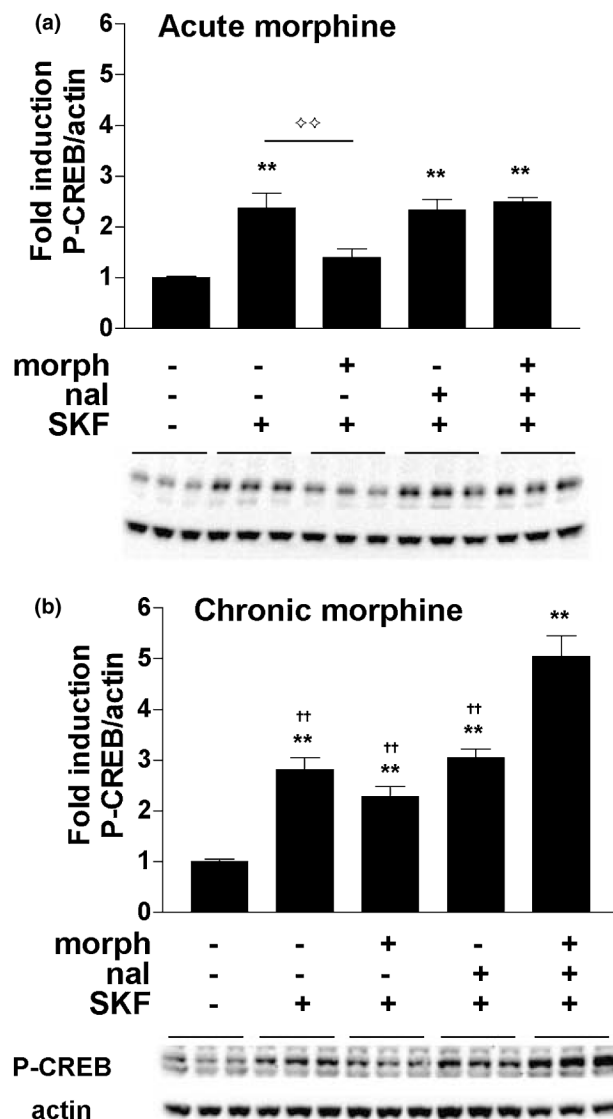 (a) Acute morphine
Fold induction
P-CREB/actin
6
5
4
3
2
1
0
✧✧
** ** **
morph - - + - +
nal - - - + +
SKF - + + + +
(b) Chronic morphine
Fold induction
P-CREB/actin
6
5
4
3
2
1
0
**
†† †† ††
** ** **
morph - - + - +
nal - - - + +
SKF - + + + +
P-CREB
actin